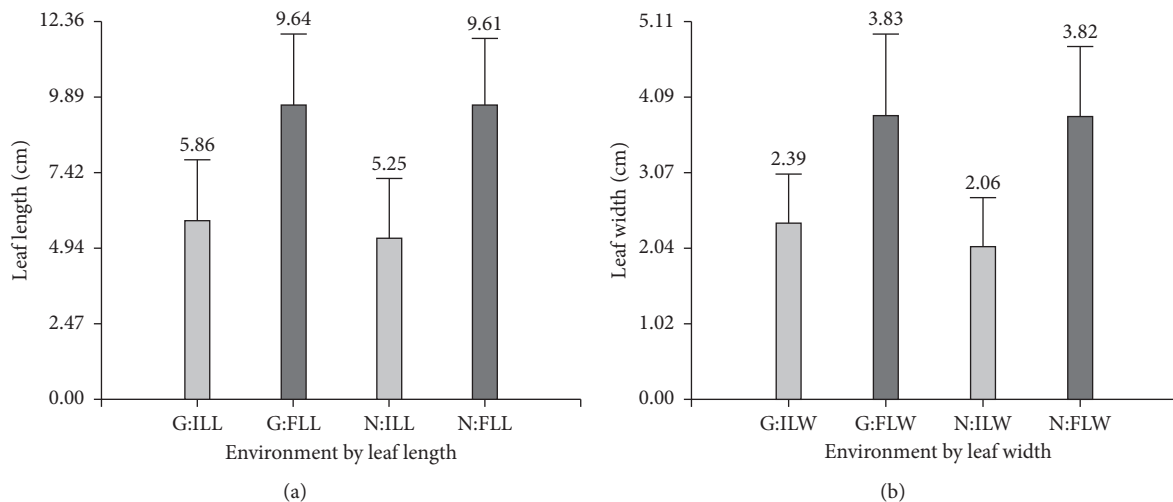 12.36
9.89
7.42
4.94
2.47
0.00
Leaf length (cm)
5.86
9.64
5.25
9.61
G:ILL G:FLL N:ILL N:FLL
Environment by leaf length
(a)
5.11
4.09
3.07
2.04
1.02
0.00
Leaf width (cm)
2.39
3.83
2.06
3.82
G:ILW G:FLW N:ILW N:FLW
Environment by leaf width
(b)